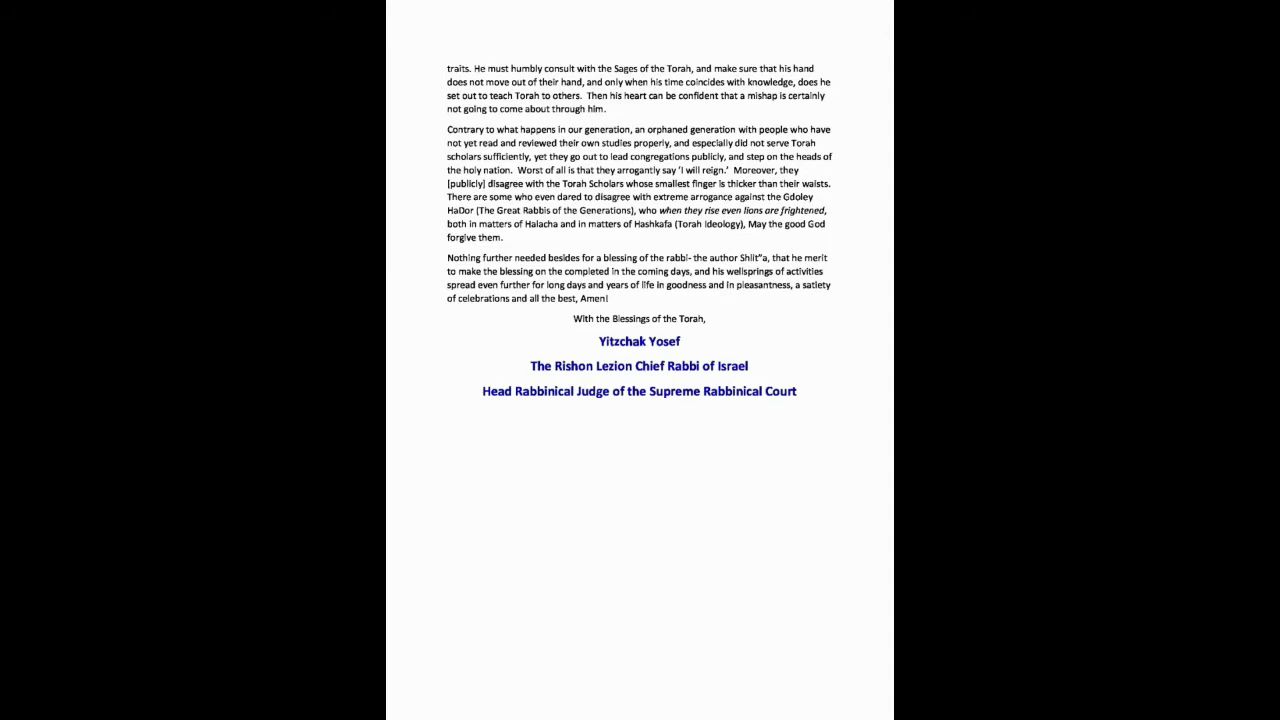 traits. He must humbly consult with the Sages of the Torah, and make sure that his hand
does not move out of their hand, and only when his time coincides with knowledge, does he
set out to teach Torah to others.  Then his heart can be confident that a mishap is certainly
not going to come about through him.
Contrary to what happens in our generation, an orphaned generation with people who have
not yet read and reviewed their own studies properly, and especially did not serve Torah
scholars sufficiently, yet they go out to lead congregations publicly, and step on the heads of
the holy nation.  Worst of all is that they arrogantly say 'I will reign.'  Moreover, they
[publicly] disagree with the Torah Scholars whose smallest finger is thicker than their waists.
There are some who even dared to disagree with extreme arrogance against the Gdoley
HaDor (The Great Rabbis of the Generations), who when they rise even lions are frightened,
both in matters of Halacha and in matters of Hashkafa (Torah Ideology), May the good God
forgive them.
Nothing further needed besides for a blessing of the rabbi- the author Shlit"a, that he merit
to make the blessing on the completed in the coming days, and his wellsprings of activities
spread even further for long days and years of life in goodness and in pleasantness, a satiety
of celebrations and all the best, Amen!
With the Blessings of the Torah,
Yitzchak Yosef
The Rishon Lezion Chief Rabbi of Israel
Head Rabbinical Judge of the Supreme Rabbinical Court